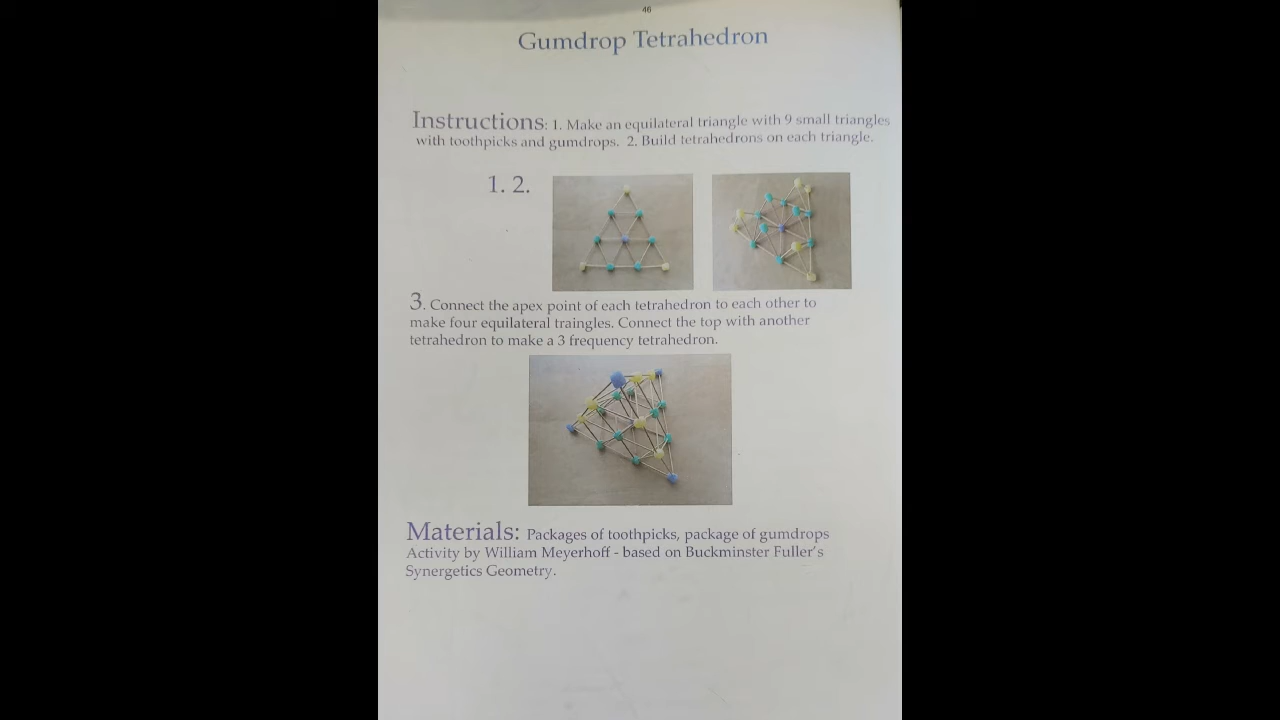 46
Gumdrop Tetrahedron
Instructions: 1. Make an equilateral triangle with 9 small triangles
with toothpicks and gumdrops. 2. Build tetrahedrons on each triangle.
1. 2.
3. Connect the apex point of each tetrahedron to each other to
make four equilateral traingles. Connect the top with another
tetrahedron to make a 3 frequency tetrahedron.
Materials: Packages of toothpicks, package of gumdrops
Activity by William Meyerhoff - based on Buckminster Fuller's
Synergetics Geometry.